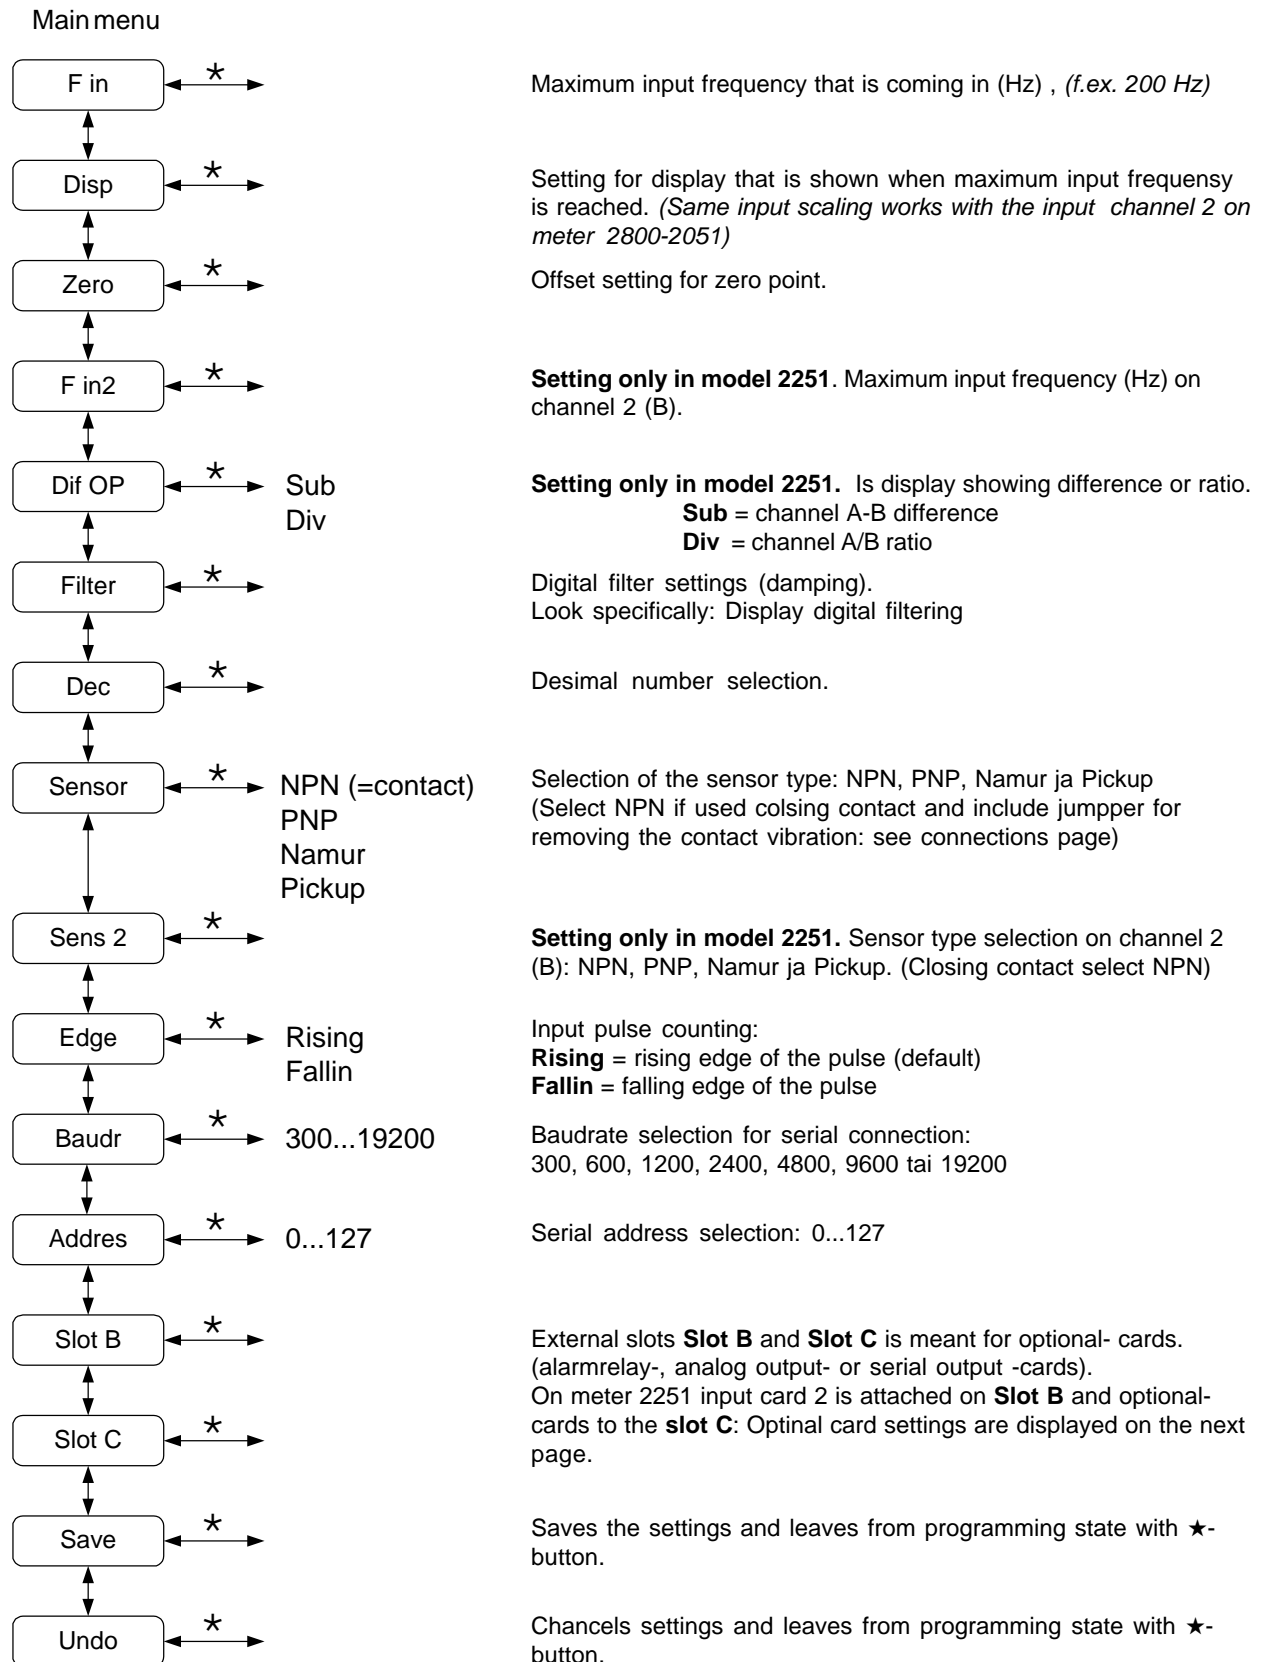 Main menu
F in
Maximum input frequency that is coming in (Hz) , (f.ex. 200 Hz)
Disp
Setting for display that is shown when maximum input frequensy
is reached. (Same input scaling works with the input channel 2 on
meter 2800-2051)
Zero
Offset setting for zero point.
F in2
Setting only in model 2251. Maximum input frequency (Hz) on
channel 2 (B).
Dif OP
Sub
Div
Setting only in model 2251. Is display showing difference or ratio.
Sub = channel A-B difference
Div = channel A/B ratio
Filter
Digital filter settings (damping).
Look specifically: Display digital filtering
Dec
Desimal number selection.
Sensor
NPN (=contact)
PNP
Namur
Pickup
Selection of the sensor type: NPN, PNP, Namur ja Pickup
(Select NPN if used colsing contact and include jumpper for
removing the contact vibration: see connections page)
Sens 2
Setting only in model 2251. Sensor type selection on channel 2
(B): NPN, PNP, Namur ja Pickup. (Closing contact select NPN)
Edge
Rising
Fallin
Input pulse counting:
Rising = rising edge of the pulse (default)
Fallin = falling edge of the pulse
Baudr
300...19200
Baudrate selection for serial connection:
300, 600, 1200, 2400, 4800, 9600 tai 19200
Addres
0...127
Serial address selection: 0...127
Slot B
External slots Slot B and Slot C is meant for optional- cards.
(alarmrelay-, analog output- or serial output -cards).
On meter 2251 input card 2 is attached on Slot B and optional-
cards to the slot C: Optinal card settings are displayed on the next
page.
Slot C
Save
Saves the settings and leaves from programming state with ★-
button.
Undo
Chancels settings and leaves from programming state with ★-
button.